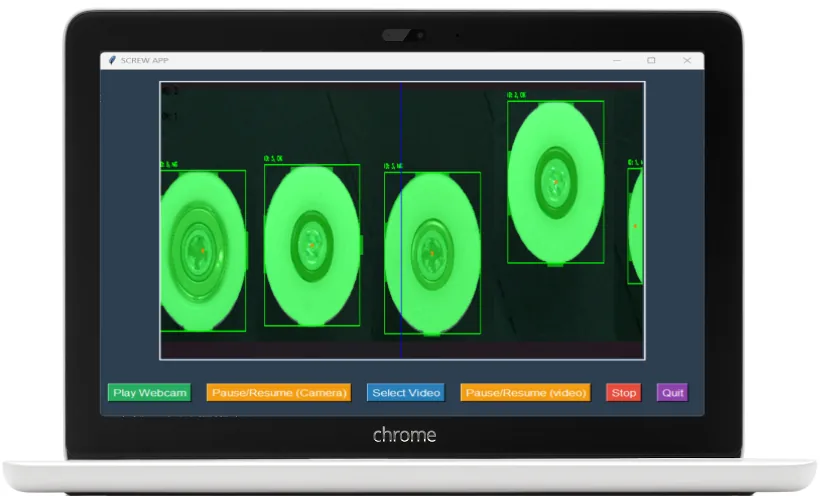 SCREW APP
Play Webcam
Pause/Resume (Camera)
Select Video
Pause/Resume (video)
Stop
Quit
chrome